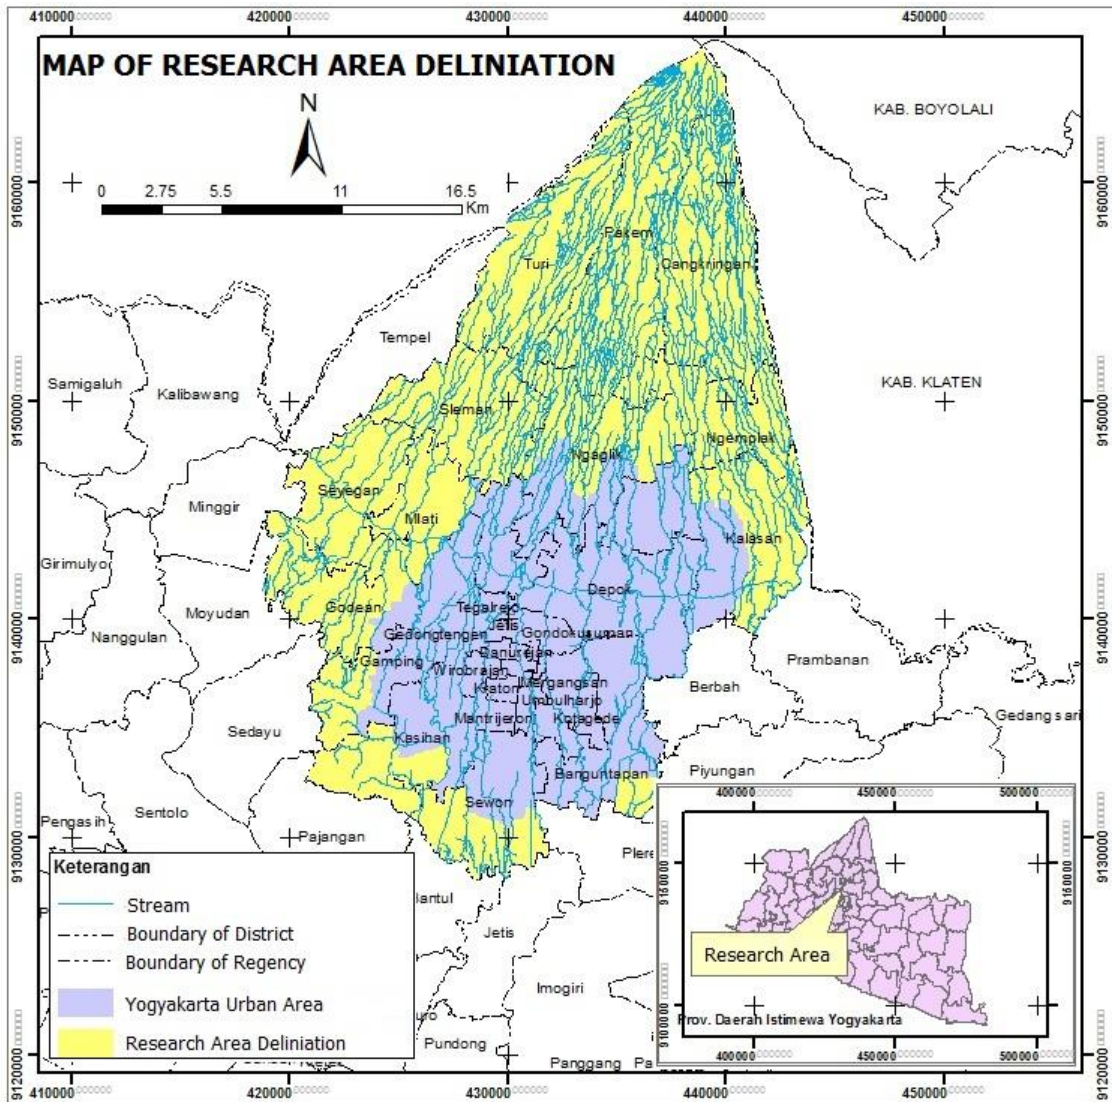 410000 420000 430000 440000 450000
MAP OF RESEARCH AREA DELINIATION
N
0 2.75 5.5 11 16.5
Km
KAB. BOYOLALI
9160000 9160000
Pakem
Turi Cangkringan
Tempel
Samigaluh
Kalibawang
KAB. KLATEN
9150000 9150000
Sleman
Ngemplak
Ngaglik
Seyegan
Minggir
Mlati
Kalasan
Girimulyo
Depok
Moyudan
Godean
Tegalrejo
9140000 9140000
Jetis
Nanggulan
Gedongtengen
Gondokusuman
Danurejan
Gamping
Wirobrajan
Prambanan
Kraton
Mergangsan
Berbah
Umbulharjo
Mantrijeron
Kotagede
Gedangsari
Sedayu
Kasihan
Banguntapan
Piyungan
Sewon
Sentolo
Pengasih
Pajangan
9130000 9130000
Plere
Keterangan
Stream
Boundary of District
Boundary of Regency
Yogyakarta Urban Area
Research Area Deliniation
lantul
Jetis
Imogiri
Pundong
Panggang
Pa
400000 450000 500000
9160000 9160000
Research Area
9100000 9100000
Prov. Daerah Istimewa Yogyakarta
400000 450000 500000
9120000 9120000
410000 420000 430000 440000 450000